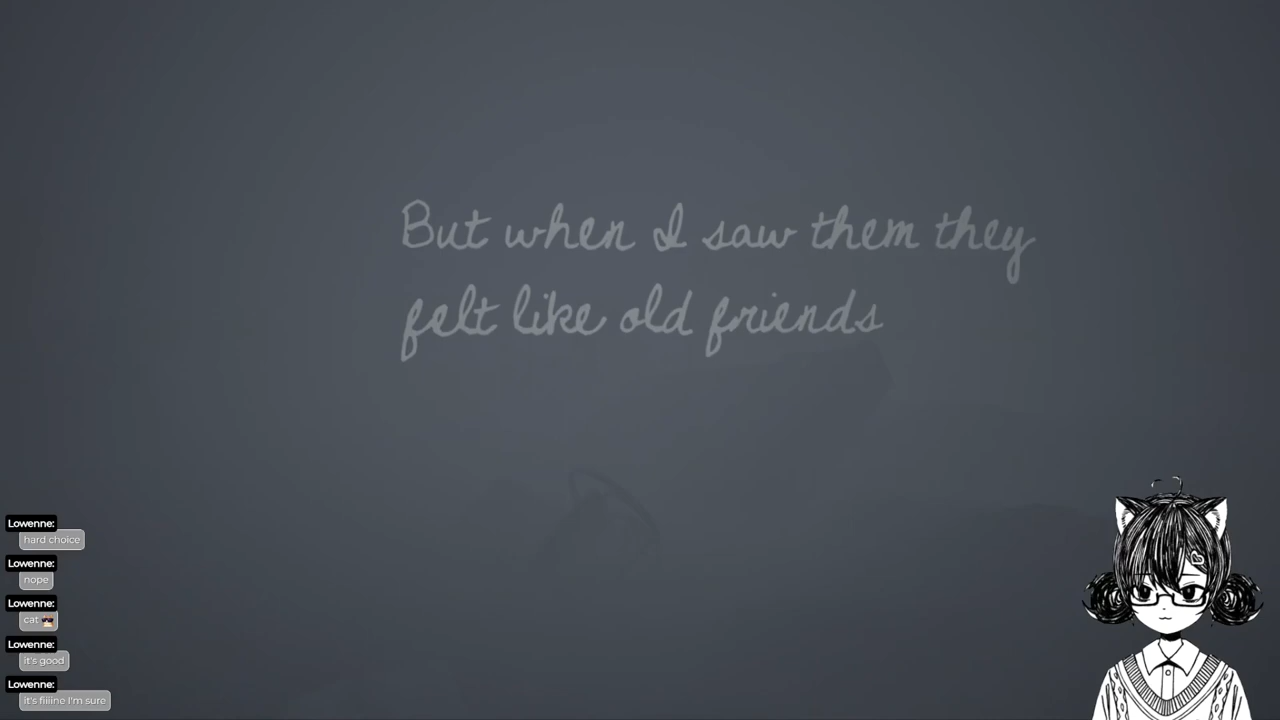 But when I saw them they
felt like old friends
Lowenne:
hard choice
Lowenne:
nope
Lowenne:
cat
Lowenne:
it's good
Lowenne:
it's fiiiine I'm sure